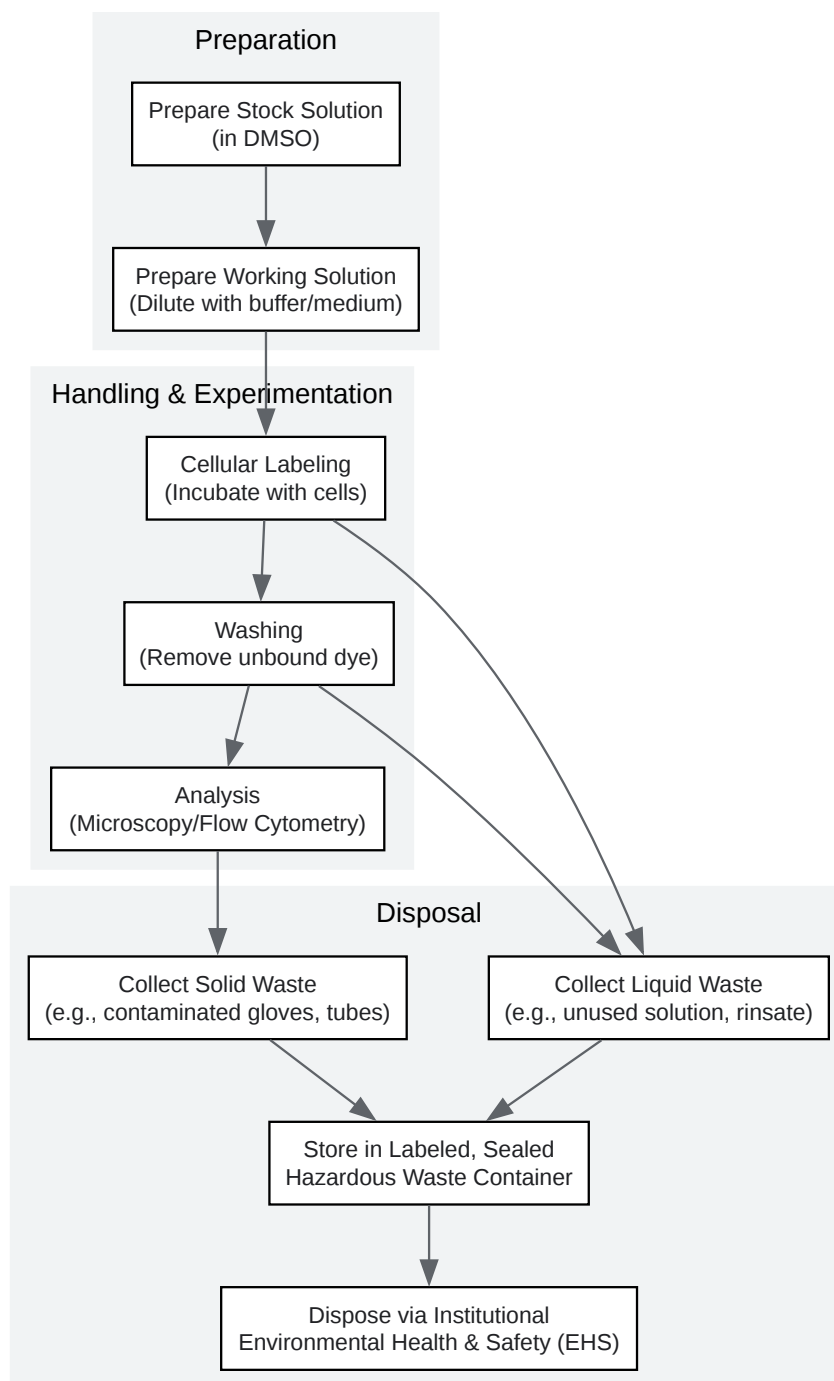 Preparation
Prepare Stock Solution
(in DMSO)
Prepare Working Solution
(Dilute with buffer/medium)
Handling & Experimentation
Cellular Labeling
(Incubate with cells)
Washing
(Remove unbound dye)
Analysis
(Microscopy/Flow Cytometry)
Disposal
Collect Solid Waste
(e.g., contaminated gloves, tubes)
Collect Liquid Waste
(e.g., unused solution, rinsate)
Store in Labeled, Sealed
Hazardous Waste Container
Dispose via Institutional
Environmental Health & Safety (EHS)